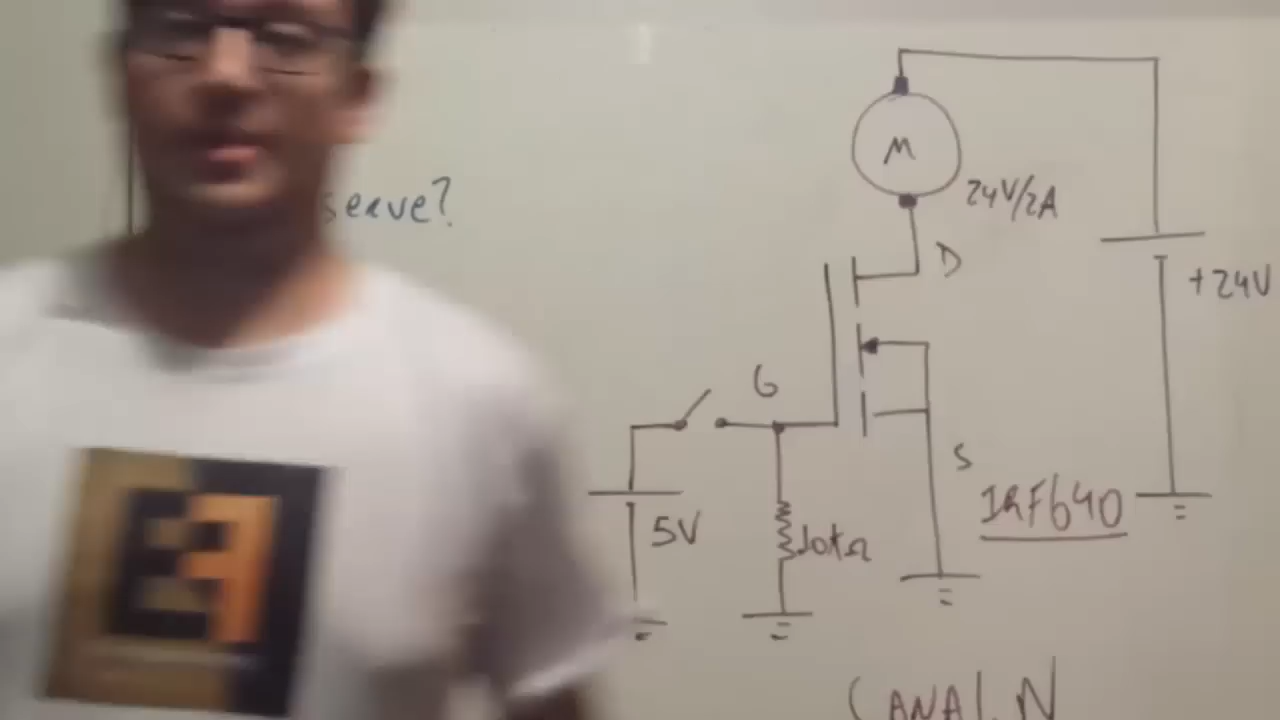 serve?
M
24V/2A
D
+24V
G
S
IRF640
5V
10kΩ
CANAL N